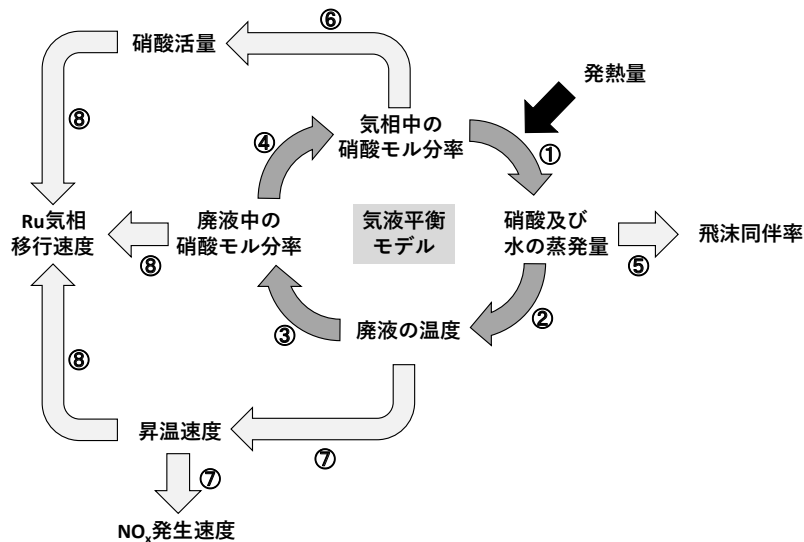 ⑥
硝酸活量
発熱量
⑧
④
気相中の
硝酸モル分率
①
Ru気相
移行速度
⑧
廃液中の
硝酸モル分率
気液平衡
モデル
硝酸及び
水の蒸発量
⑤
飛沫同伴率
③
廃液の温度
②
⑧
昇温速度
⑦
⑦
NOx発生速度